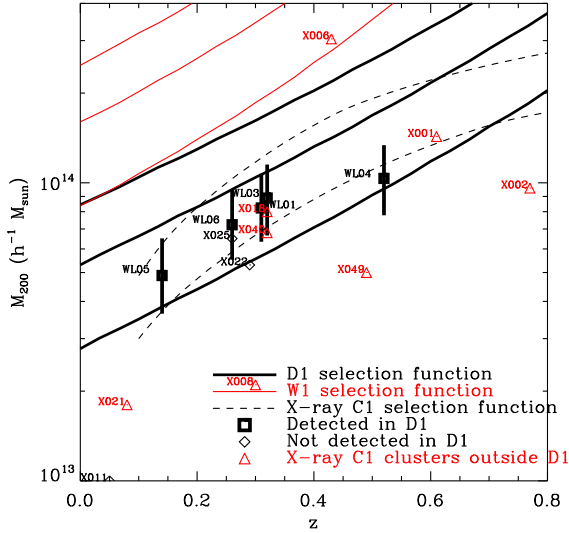 X006
10^14
X001
WL04
X002
WL03
WL01
X018
WL06
X041
X025
X022
WL05
X049
M200 (h^-1 Msun)
D1 selection function
X008
W1 selection function
X021
X-ray C1 selection function
Detected in D1
Not detected in D1
X-ray C1 clusters outside D1
X011
10^13
0.0 0.2 0.4 0.6 0.8
z